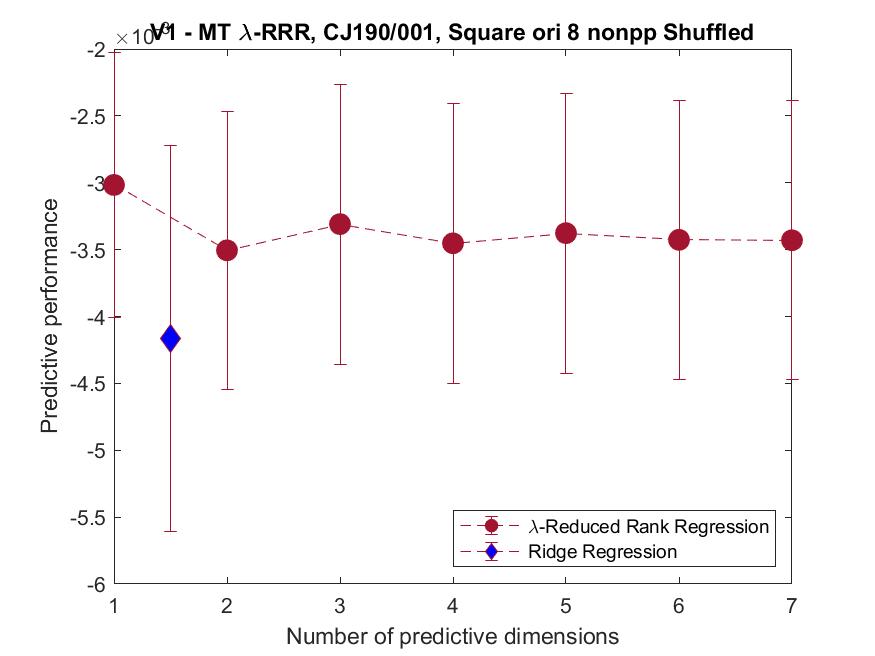 ×10-3
V1 - MT λ-RRR, CJ190/001, Square ori 8 nonpp Shuffled
-2
-2.5
-3
-3.5
-4
-4.5
-5
-5.5
-6
Predictive performance
λ-Reduced Rank Regression
Ridge Regression
1 2 3 4 5 6 7
Number of predictive dimensions